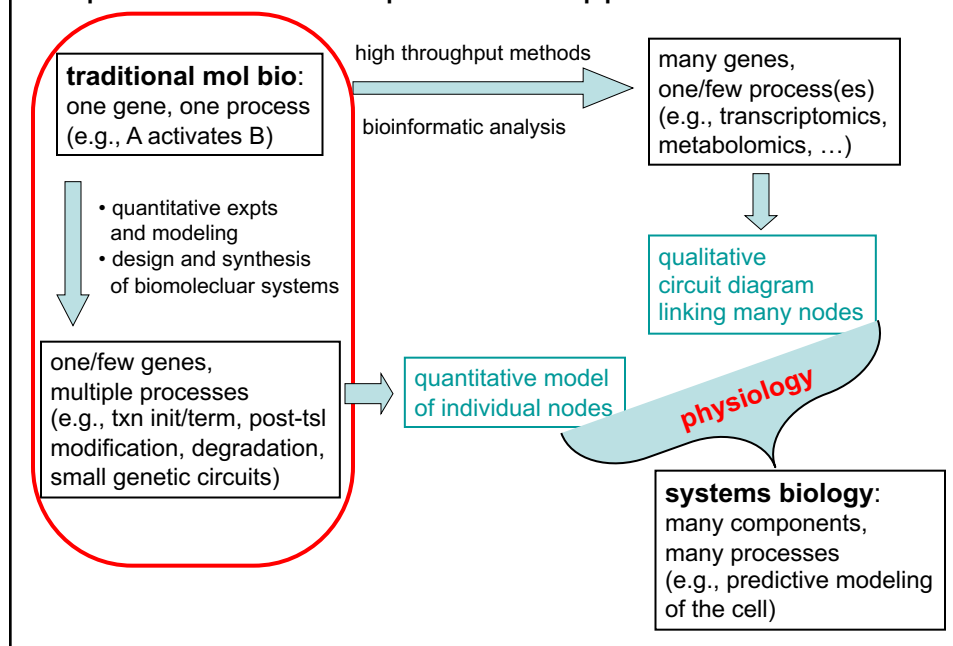 traditional mol bio:
one gene, one process
(e.g., A activates B)
high throughput methods
bioinformatic analysis
many genes,
one/few process(es)
(e.g., transcriptomics,
metabolomics, …)
• quantitative expts
and modeling
• design and synthesis
of biomolecluar systems
qualitative
circuit diagram
linking many nodes
one/few genes,
multiple processes
(e.g., txn init/term, post-tsl
modification, degradation,
small genetic circuits)
quantitative model
of individual nodes
physiology
systems biology:
many components,
many processes
(e.g., predictive modeling
of the cell)